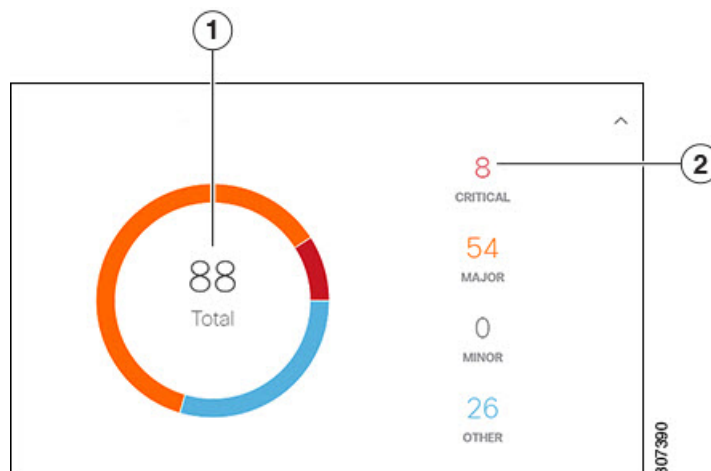 1
88
Total
8
CRITICAL
2
54
MAJOR
0
MINOR
26
OTHER
307390